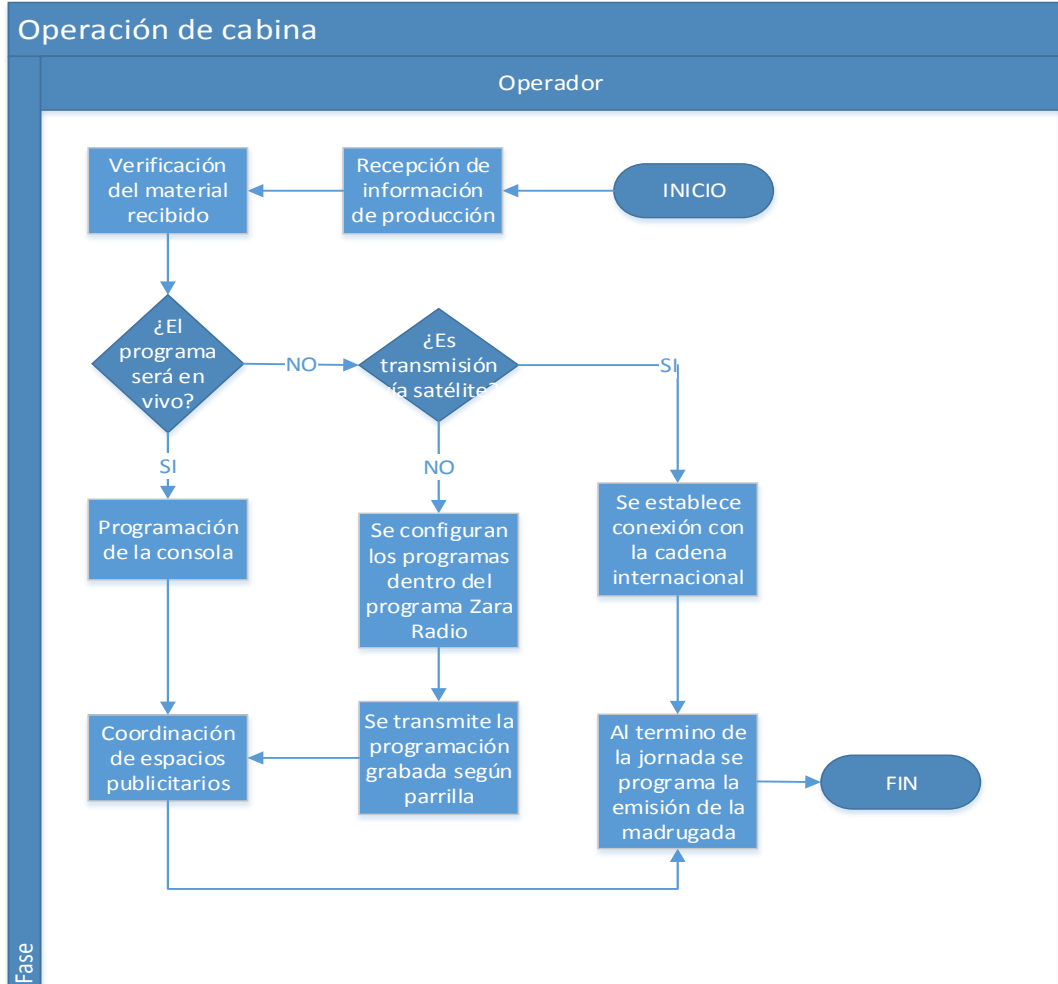 Operación de cabina
Operador
Verificación
del material
recibido
Recepción de
información
de producción
INICIO
¿El
programa
será en
vivo?
NO
¿Es
transmisión
vía satélite?
SI
SI
NO
Programación
de la consola
Se configuran
los programas
dentro del
programa Zara
Radio
Se establece
conexión con
la cadena
internacional
Coordinación
de espacios
publicitarios
Se transmite la
programación
grabada según
parrilla
Al termino de
la jornada se
programa la
emisión de la
madrugada
FIN
Fase